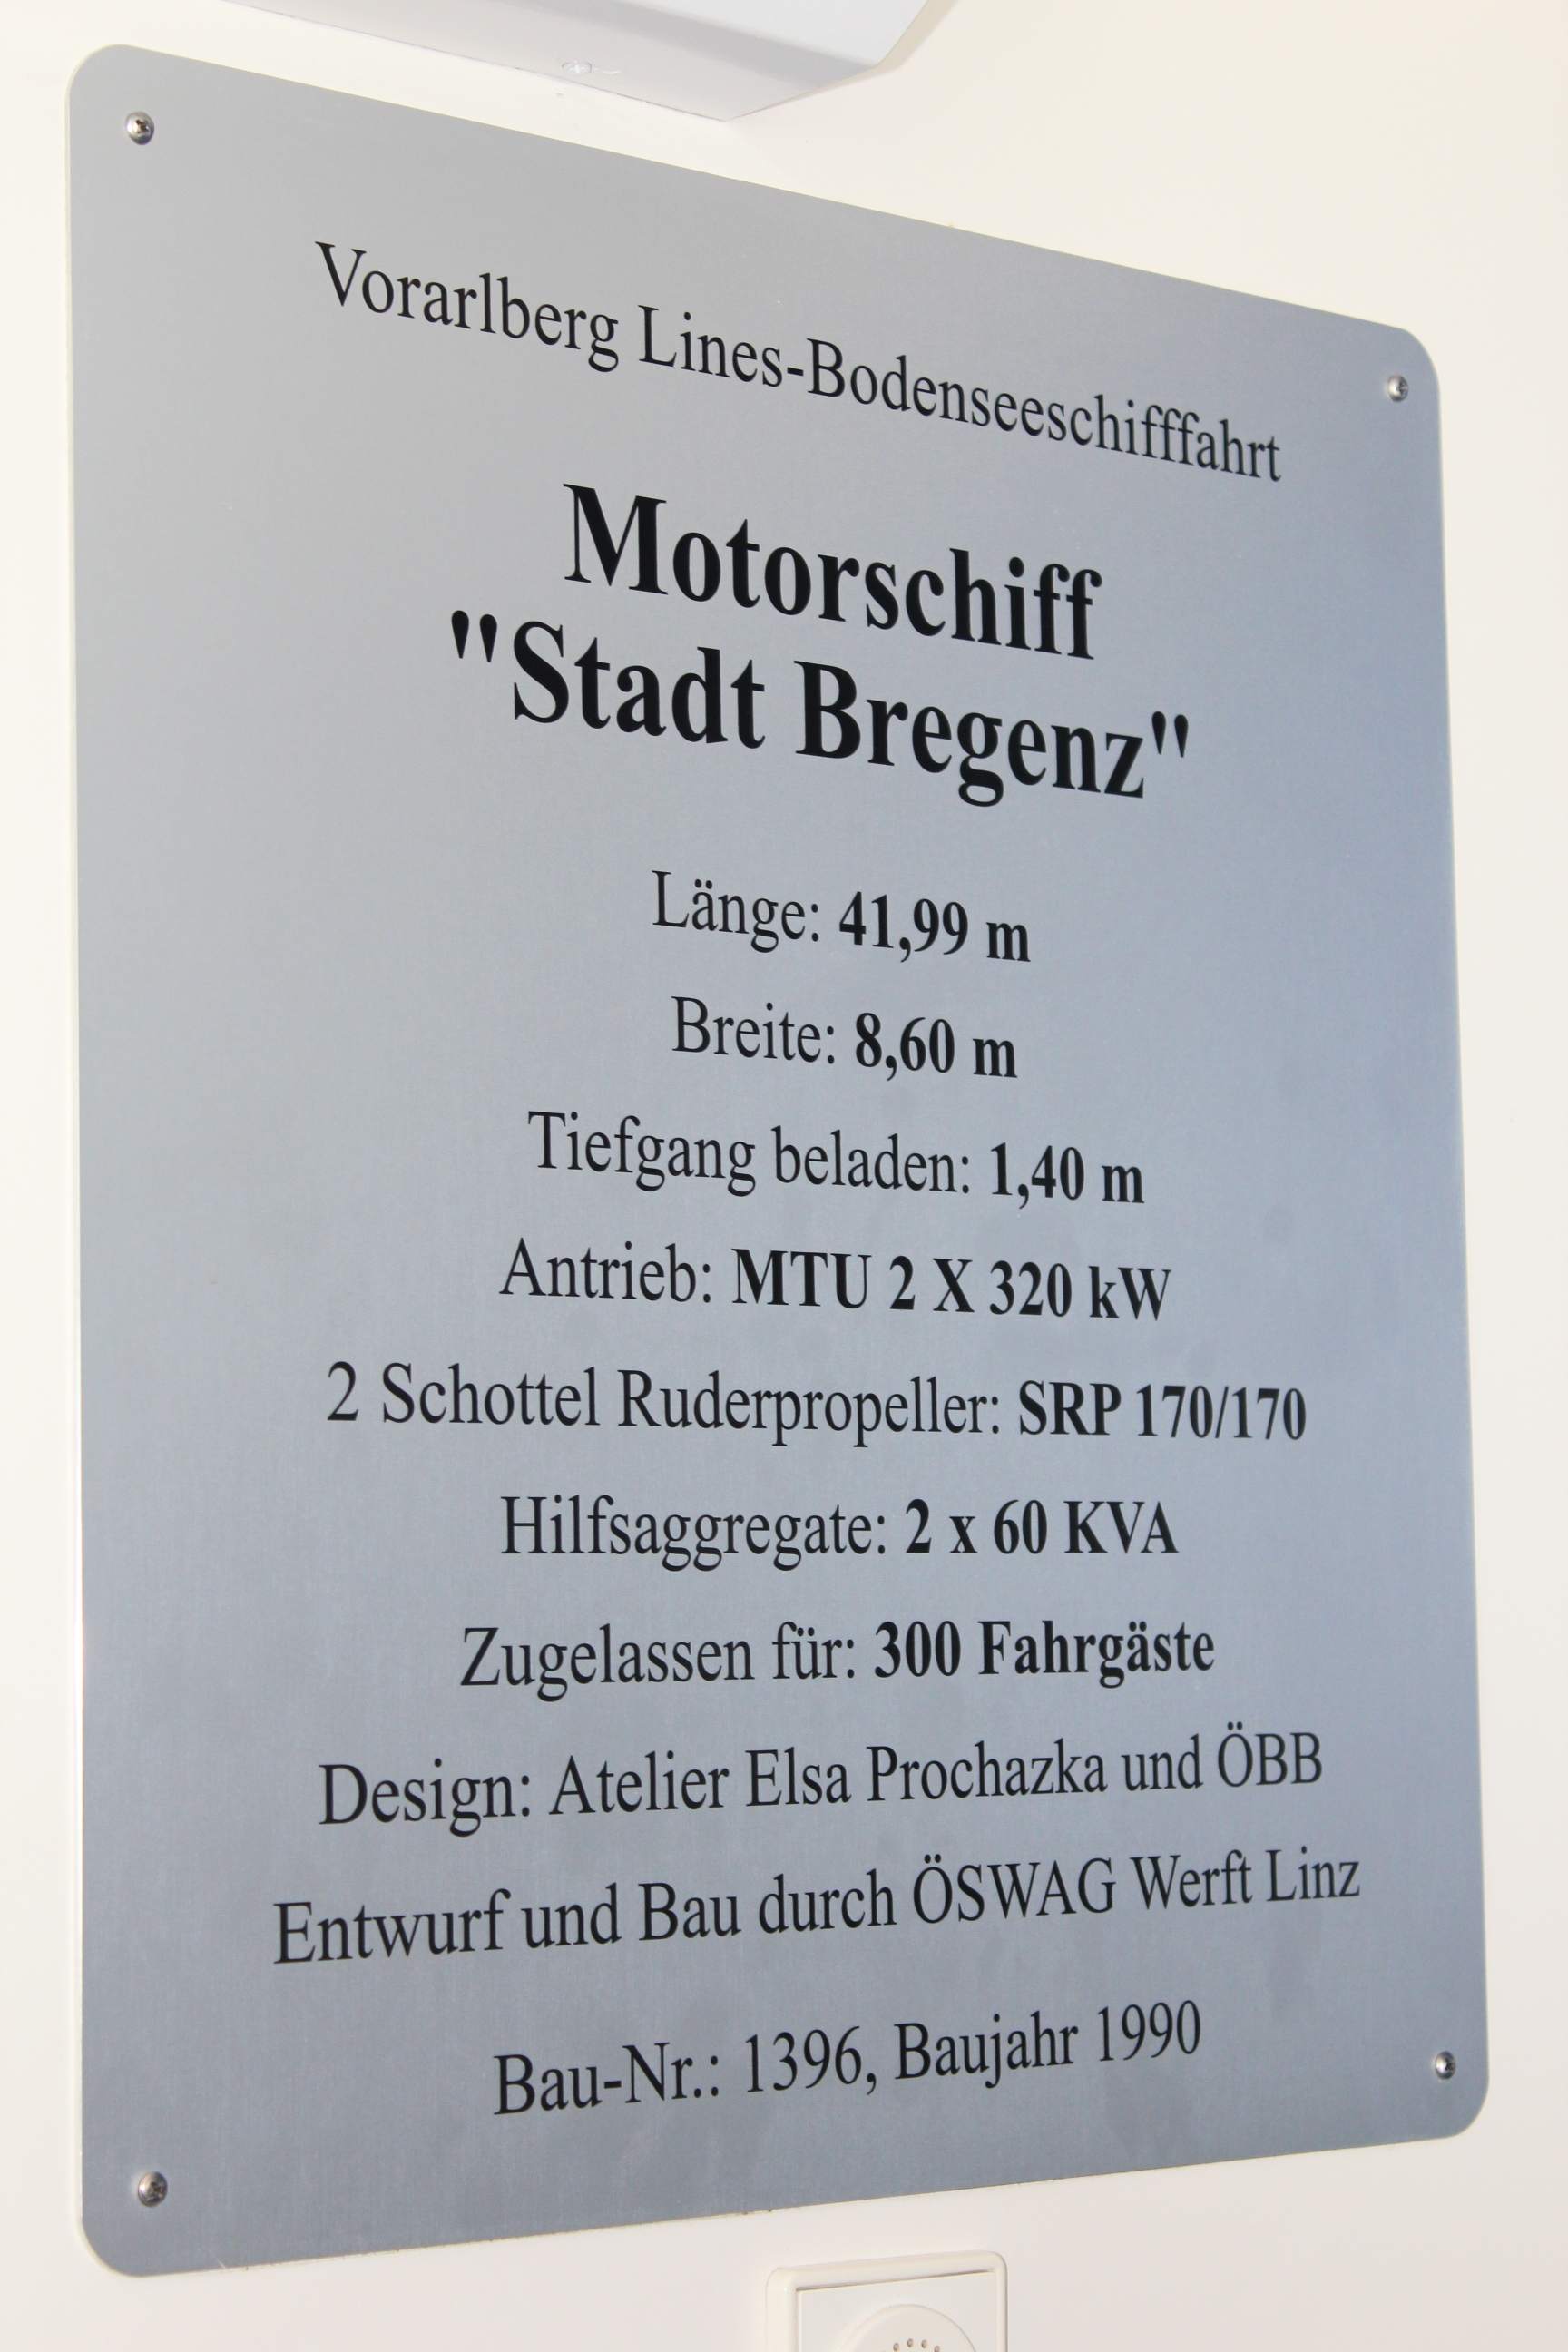 Vorarlberg Lines-Bodenseeschifffahrt
Motorschiff
"Stadt Bregenz"
Länge: 41,99 m
Breite: 8,60 m
Tiefgang beladen: 1,40 m
Antrieb: MTU 2 X 320 kW
2 Schottel Ruderpropeller: SRP 170/170
Hilfsaggregate: 2 x 60 KVA
Zugelassen für: 300 Fahrgäste
Design: Atelier Elsa Prochazka und ÖBB
Entwurf und Bau durch ÖSWAG Werft Linz
Bau-Nr.: 1396, Baujahr 1990